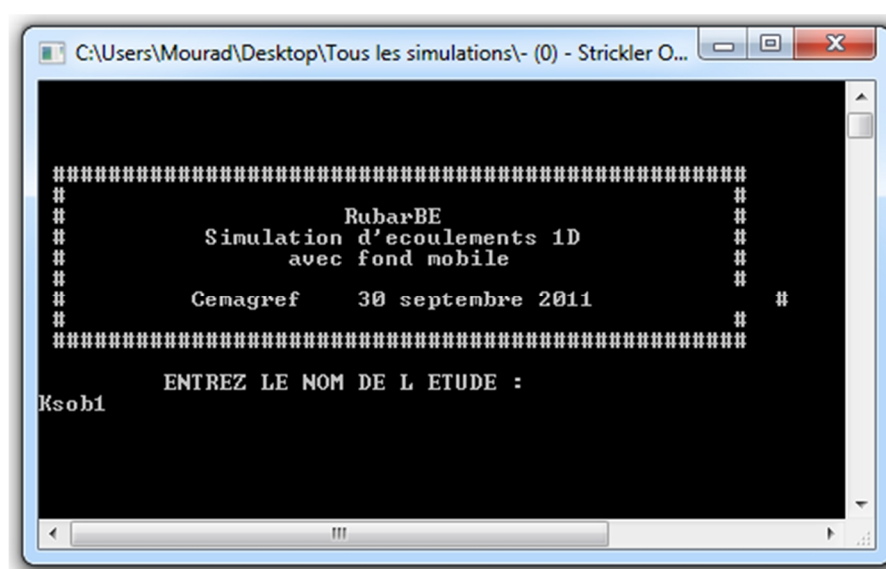 C:\Users\Mourad\Desktop\Tous les simulations\- (0) - Strickler O...
##################################################
# #
# RubarBE #
# Simulation d'ecoulements 1D #
# avec fond mobile #
# #
# Cemagref 30 septembre 2011 #
# #
##################################################
ENTREZ LE NOM DE L ETUDE :
Ksob1